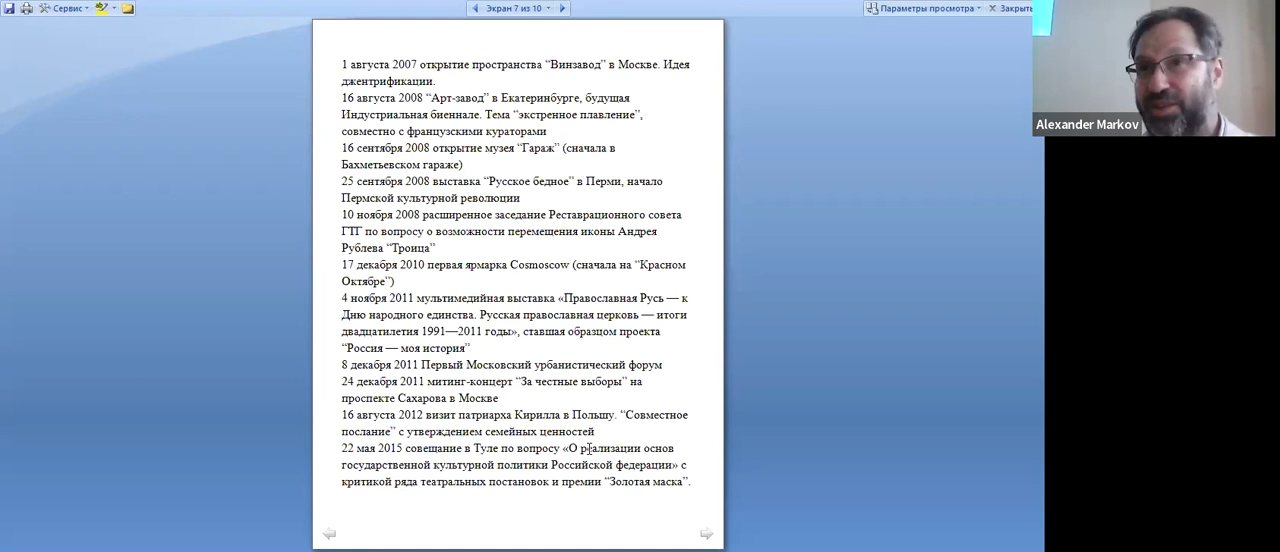 Сервис
Экран 7 из 10
Параметры просмотра
Закрыть
1 августа 2007 открытие пространства “Винзавод” в Москве. Идея
джентрификации.
16 августа 2008 “Арт-завод” в Екатеринбурге, будущая
Индустриальная биеннале. Тема “экстренное плавление”,
совместно с французскими кураторами
16 сентября 2008 открытие музея “Гараж” (сначала в
Бахметьевском гараже)
25 сентября 2008 выставка “Русское бедное” в Перми, начало
Пермской культурной революции
10 ноября 2008 расширенное заседание Реставрационного совета
ГТГ по вопросу о возможности перемещения иконы Андрея
Рублева “Троица”
17 декабря 2010 первая ярмарка Cosmoscow (сначала на “Красном
Октябре”)
4 ноября 2011 мультимедийная выставка «Православная Русь — к
Дню народного единства. Русская православная церковь — итоги
двадцатилетия 1991—2011 годы», ставшая образцом проекта
“Россия — моя история”
8 декабря 2011 Первый Московский урбанистический форум
24 декабря 2011 митинг-концерт “За честные выборы” на
проспекте Сахарова в Москве
16 августа 2012 визит патриарха Кирилла в Польшу. “Совместное
послание” с утверждением семейных ценностей
22 мая 2015 совещание в Туле по вопросу «О реализации основ
государственной культурной политики Российской федерации» с
критикой ряда театральных постановок и премии “Золотая маска”.
Alexander Markov